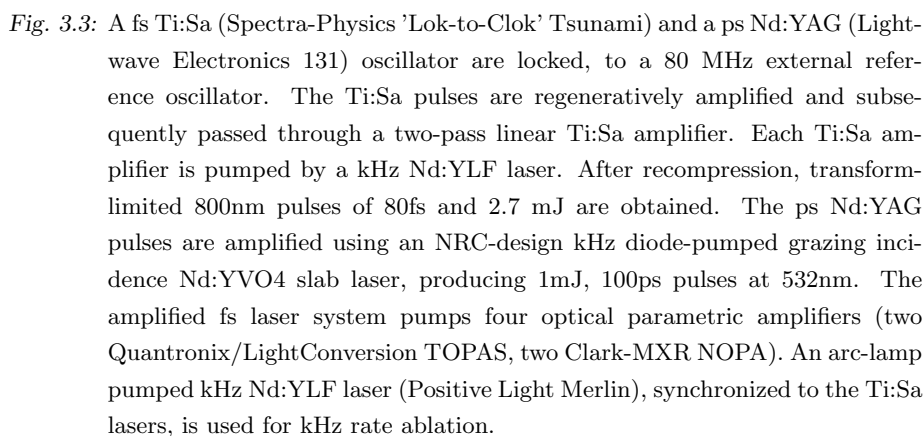 Fig. 3.3: A fs Ti:Sa (Spectra-Physics 'Lok-to-Clok' Tsunami) and a ps Nd:YAG (Light-
wave Electronics 131) oscillator are locked, to a 80 MHz external refer-
ence oscillator. The Ti:Sa pulses are regeneratively amplified and subse-
quently passed through a two-pass linear Ti:Sa amplifier. Each Ti:Sa am-
plifier is pumped by a kHz Nd:YLF laser. After recompression, transform-
limited 800nm pulses of 80fs and 2.7 mJ are obtained. The ps Nd:YAG
pulses are amplified using an NRC-design kHz diode-pumped grazing inci-
dence Nd:YVO4 slab laser, producing 1mJ, 100ps pulses at 532nm. The
amplified fs laser system pumps four optical parametric amplifiers (two
Quantronix/LightConversion TOPAS, two Clark-MXR NOPA). An arc-lamp
pumped kHz Nd:YLF laser (Positive Light Merlin), synchronized to the Ti:Sa
lasers, is used for kHz rate ablation.